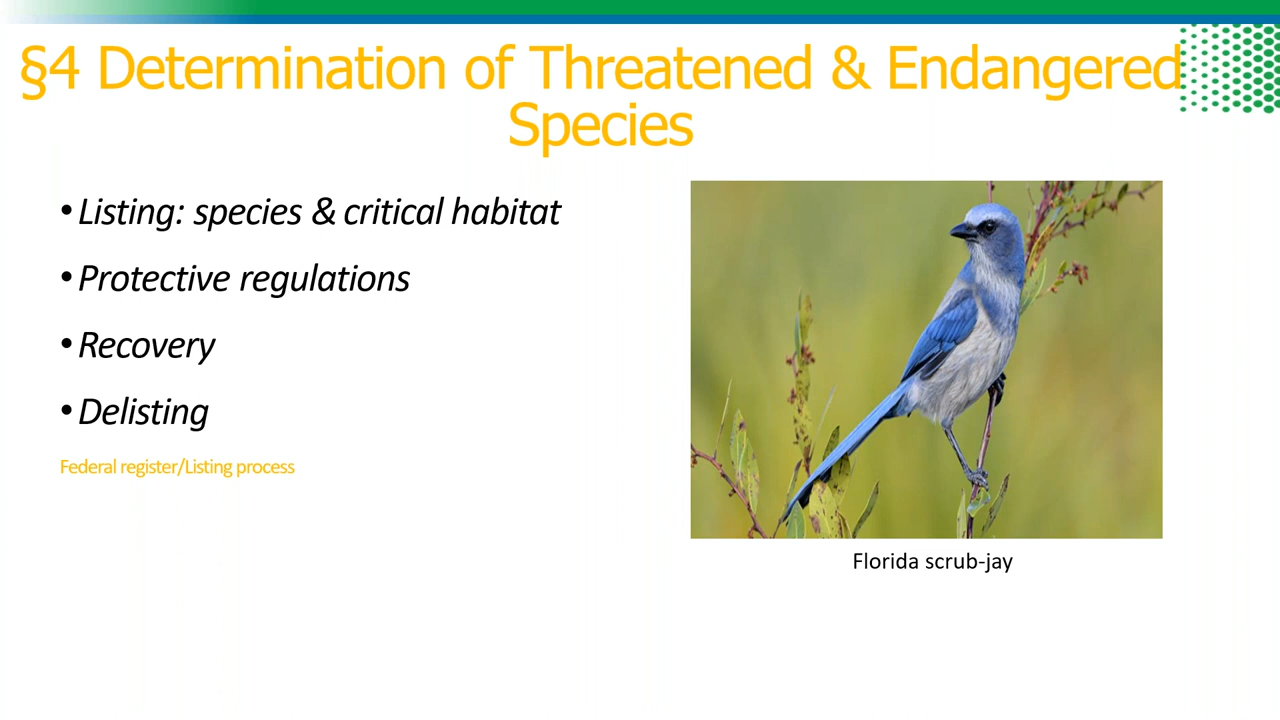 §4 Determination of Threatened & Endangered
Species
•Listing: species & critical habitat
•Protective regulations
•Recovery
•Delisting
Federal register/Listing process
Florida scrub-jay